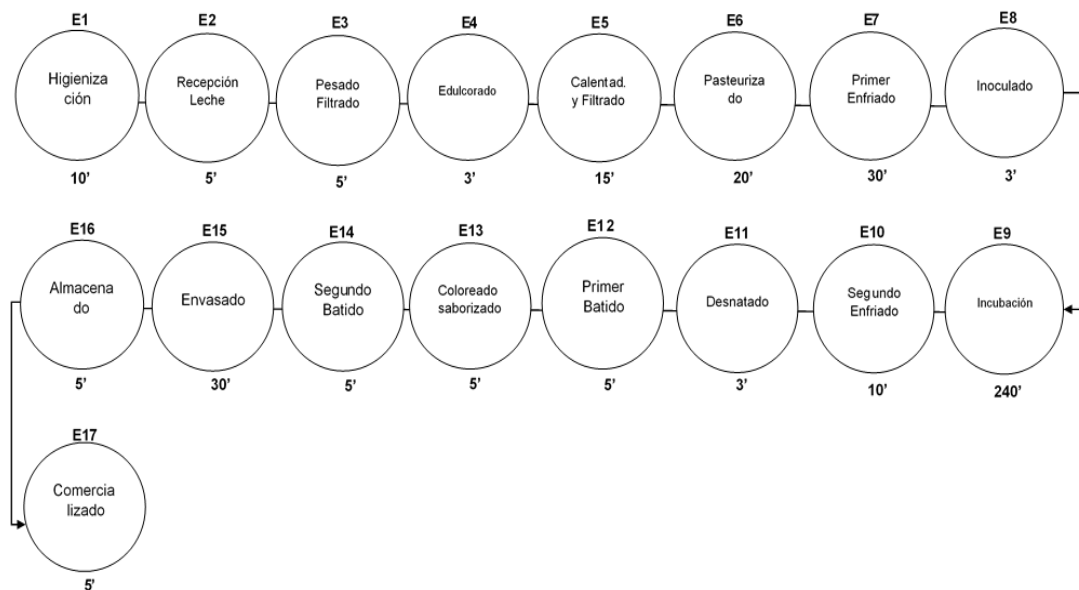 E1
Higieniza
ción
10’
E2
Recepción
Leche
5’
E3
Pesado
Filtrado
5’
E4
Edulcorado
3’
E5
Calentad.
y Filtrado
15’
E6
Pasteuriza
do
20’
E7
Primer
Enfriado
30’
E8
Inoculado
3’
E16
Almacena
do
5’
E15
Envasado
30’
E14
Segundo
Batido
5’
E13
Coloreado
saborizado
5’
E12
Primer
Batido
5’
E11
Desnatado
3’
E10
Segundo
Enfriado
10’
E9
Incubación
240’
E17
Comercia
lizado
5’